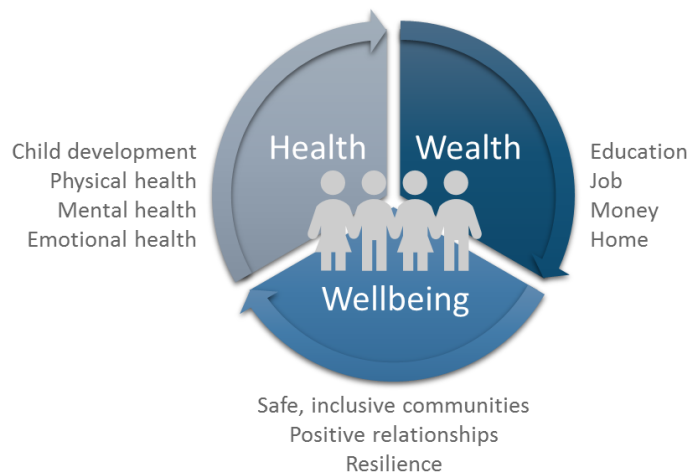 Health
Wealth
Wellbeing
Child development
Physical health
Mental health
Emotional health
Education
Job
Money
Home
Safe, inclusive communities
Positive relationships
Resilience